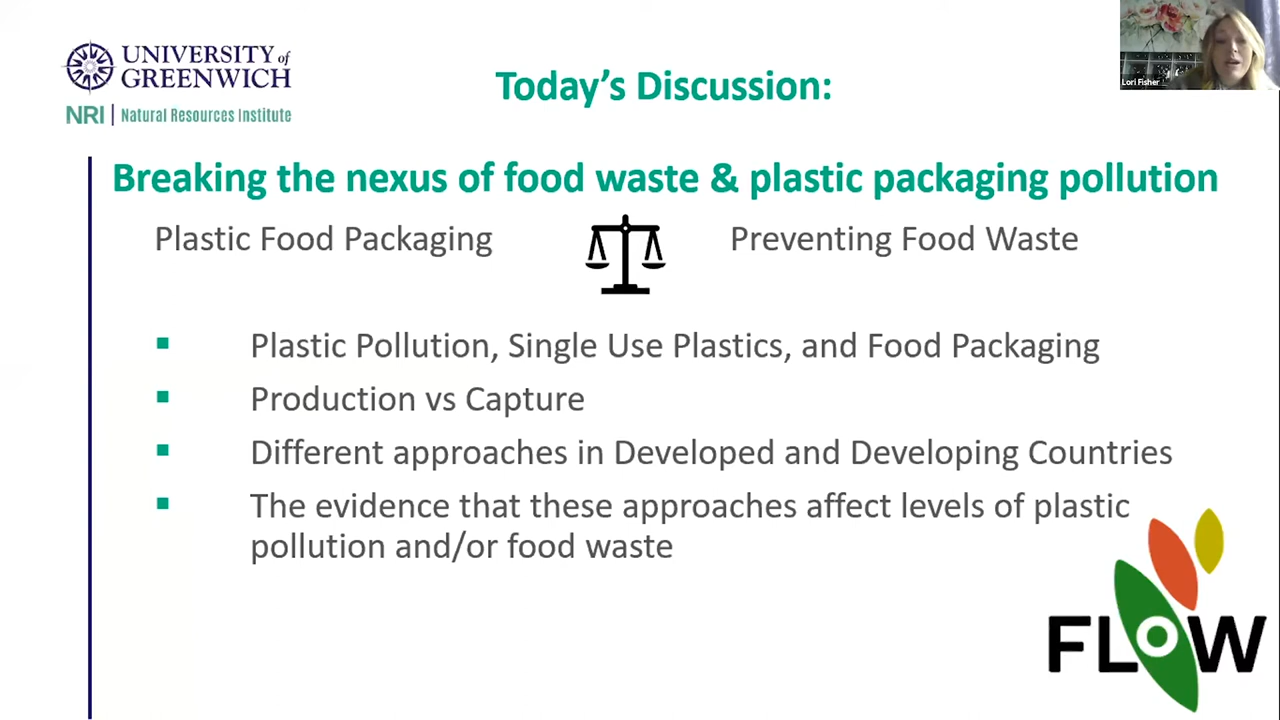 UNIVERSITY of
GREENWICH
NRI | Natural Resources Institute
Today's Discussion:
Lori Fisher
Breaking the nexus of food waste & plastic packaging pollution
Plastic Food Packaging
Preventing Food Waste
▪ Plastic Pollution, Single Use Plastics, and Food Packaging
▪ Production vs Capture
▪ Different approaches in Developed and Developing Countries
▪ The evidence that these approaches affect levels of plastic
pollution and/or food waste
FLOW